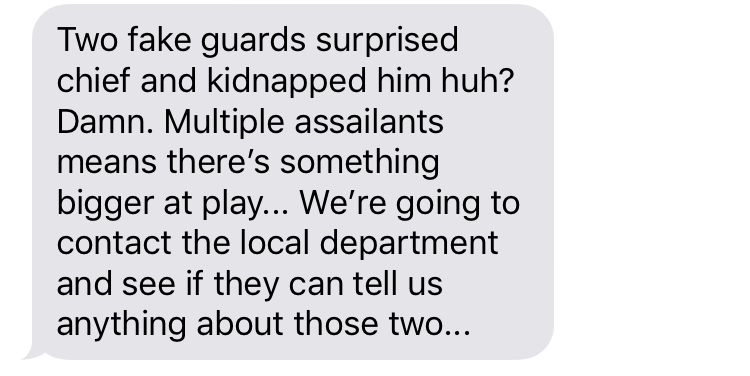 Two fake guards surprised
chief and kidnapped him huh?
Damn. Multiple assailants
means there’s something
bigger at play... We’re going to
contact the local department
and see if they can tell us
anything about those two...